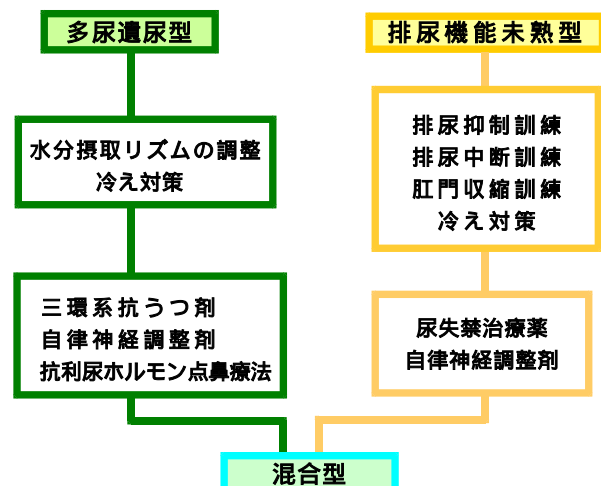 多尿遺尿型
水分摂取リズムの調整
冷え対策
三環系抗うつ剤
自律神経調整剤
抗利尿ホルモン点鼻療法
排尿機能未熟型
排尿抑制訓練
排尿中断訓練
肛門収縮訓練
冷え対策
尿失禁治療薬
自律神経調整剤
混合型